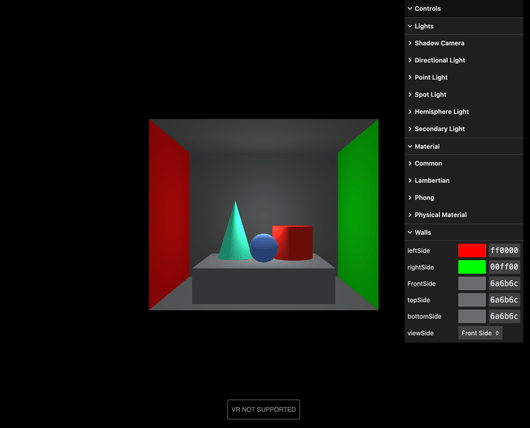 Controls
Lights
Shadow Camera
Directional Light
Point Light
Spot Light
Hemisphere Light
Secondary Light
Material
Common
Lambertian
Phong
Physical Material
Walls
leftSide ff0000
rightSide 00ff00
FrontSide 6a6b6c
topSide 6a6b6c
bottomSide 6a6b6c
viewSide Front Side
VR NOT SUPPORTED